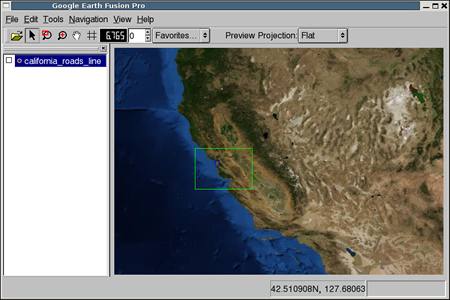 Google Earth Fusion Pro
File Edit Tools Navigation View Help
6.765 0 Favorites... Preview Projection: Flat
california_roads_line
42.510908N, 127.68063